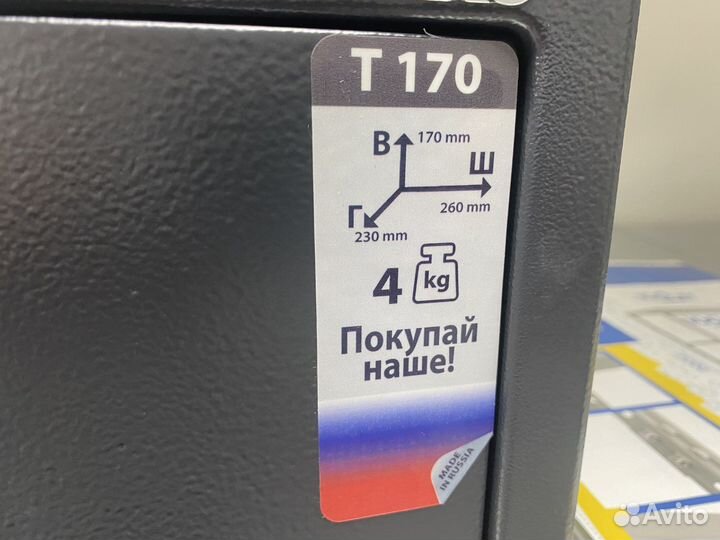 T 170
В
170 mm
Ш
260 mm
Г
230 mm
4 kg
Покупай
наше!
MADE
IN RUSSIA
Avito